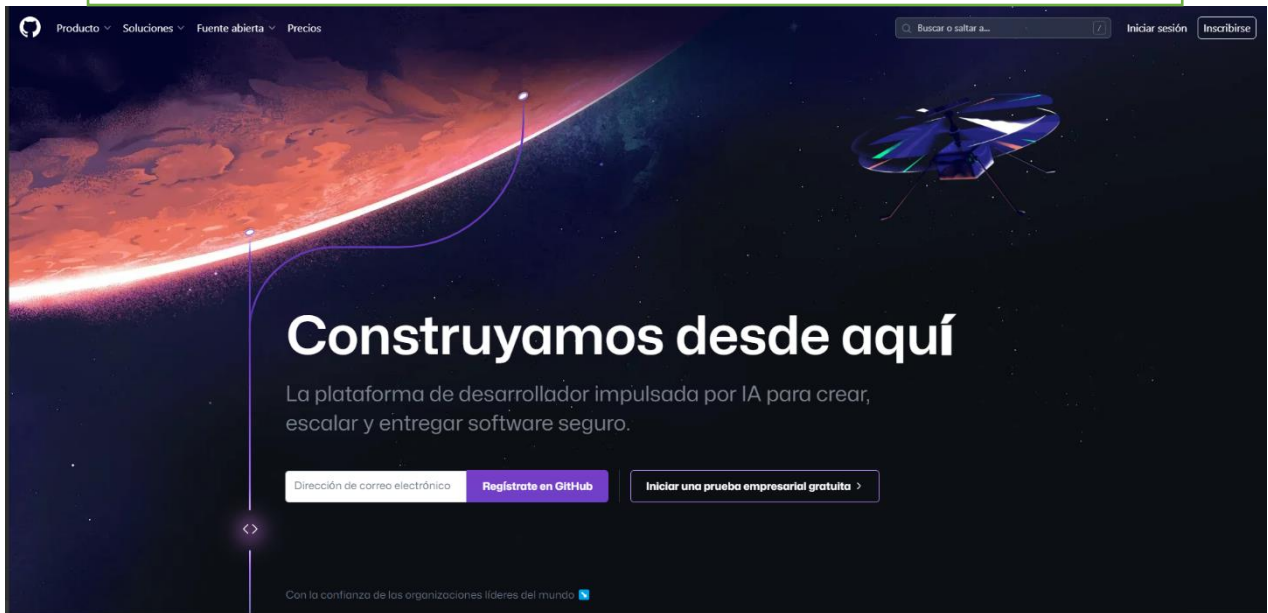 Producto Soluciones Fuente abierta Precios Buscar o saltar a... / Iniciar sesión Inscribirse
Construyamos desde aquí
La plataforma de desarrollador impulsada por IA para crear,
escalar y entregar software seguro.
Dirección de correo electrónico Regístrate en GitHub Iniciar una prueba empresarial gratuita >
<>
Con la confianza de las organizaciones líderes del mundo ↘